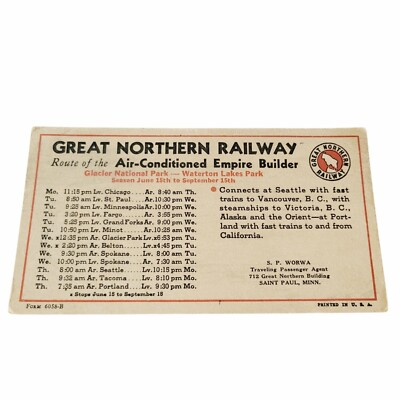 GREAT NORTHERN RAILWAY
Route of the Air-Conditioned Empire Builder
Glacier National Park — Waterton Lakes Park
Season June 15th to September 15th
GREAT NORTHERN
RAILWAY
Mo. 11:15 pm Lv. Chicago. Ar. 8:40 am Th.
Tu. 8:50 am Lv. St. Paul. Ar. 10:30 pm We.
Tu. 9:25 am Lv. Minneapolis Ar. 10:00 pm We.
Tu. 3:20 pm Lv. Fargo. Ar. 3:55 pm We.
Tu. 5:25 pm Lv. Grand Forks Ar. 1:50 pm We.
Tu. 10:50 pm Lv. Minot. Ar. 8:25 am We.
We. x12:35 pm Ar. Glacier Park Lv. x6:53 pm Tu.
We. x 2:20 pm Ar. Belton. Lv. x5:01 pm Tu.
We. 9:30 pm Ar. Spokane. Lv. 8:00 am Tu.
We. 10:00 pm Lv. Spokane. Ar. 7:30 am Tu.
Th. 8:00 am Ar. Seattle. Lv. 9:00 pm Mo.
Th. 10:15 am Ar. Tacoma. Lv. Mo.
Th. 7:35 am Ar. Portland. Lv. 9:30 pm Mo.
x Stops June 15 to September 15
• Connects at Seattle with fast
trains to Vancouver, B. C., with
steamships to Victoria, B. C.,
Alaska and the Orient—at Port-
land with fast trains to and from
California.
S. P. WORWA
Traveling Passenger Agent
712 Great Northern Building
SAINT PAUL, MINN.
FORM 6058-B
PRINTED IN U. S. A.